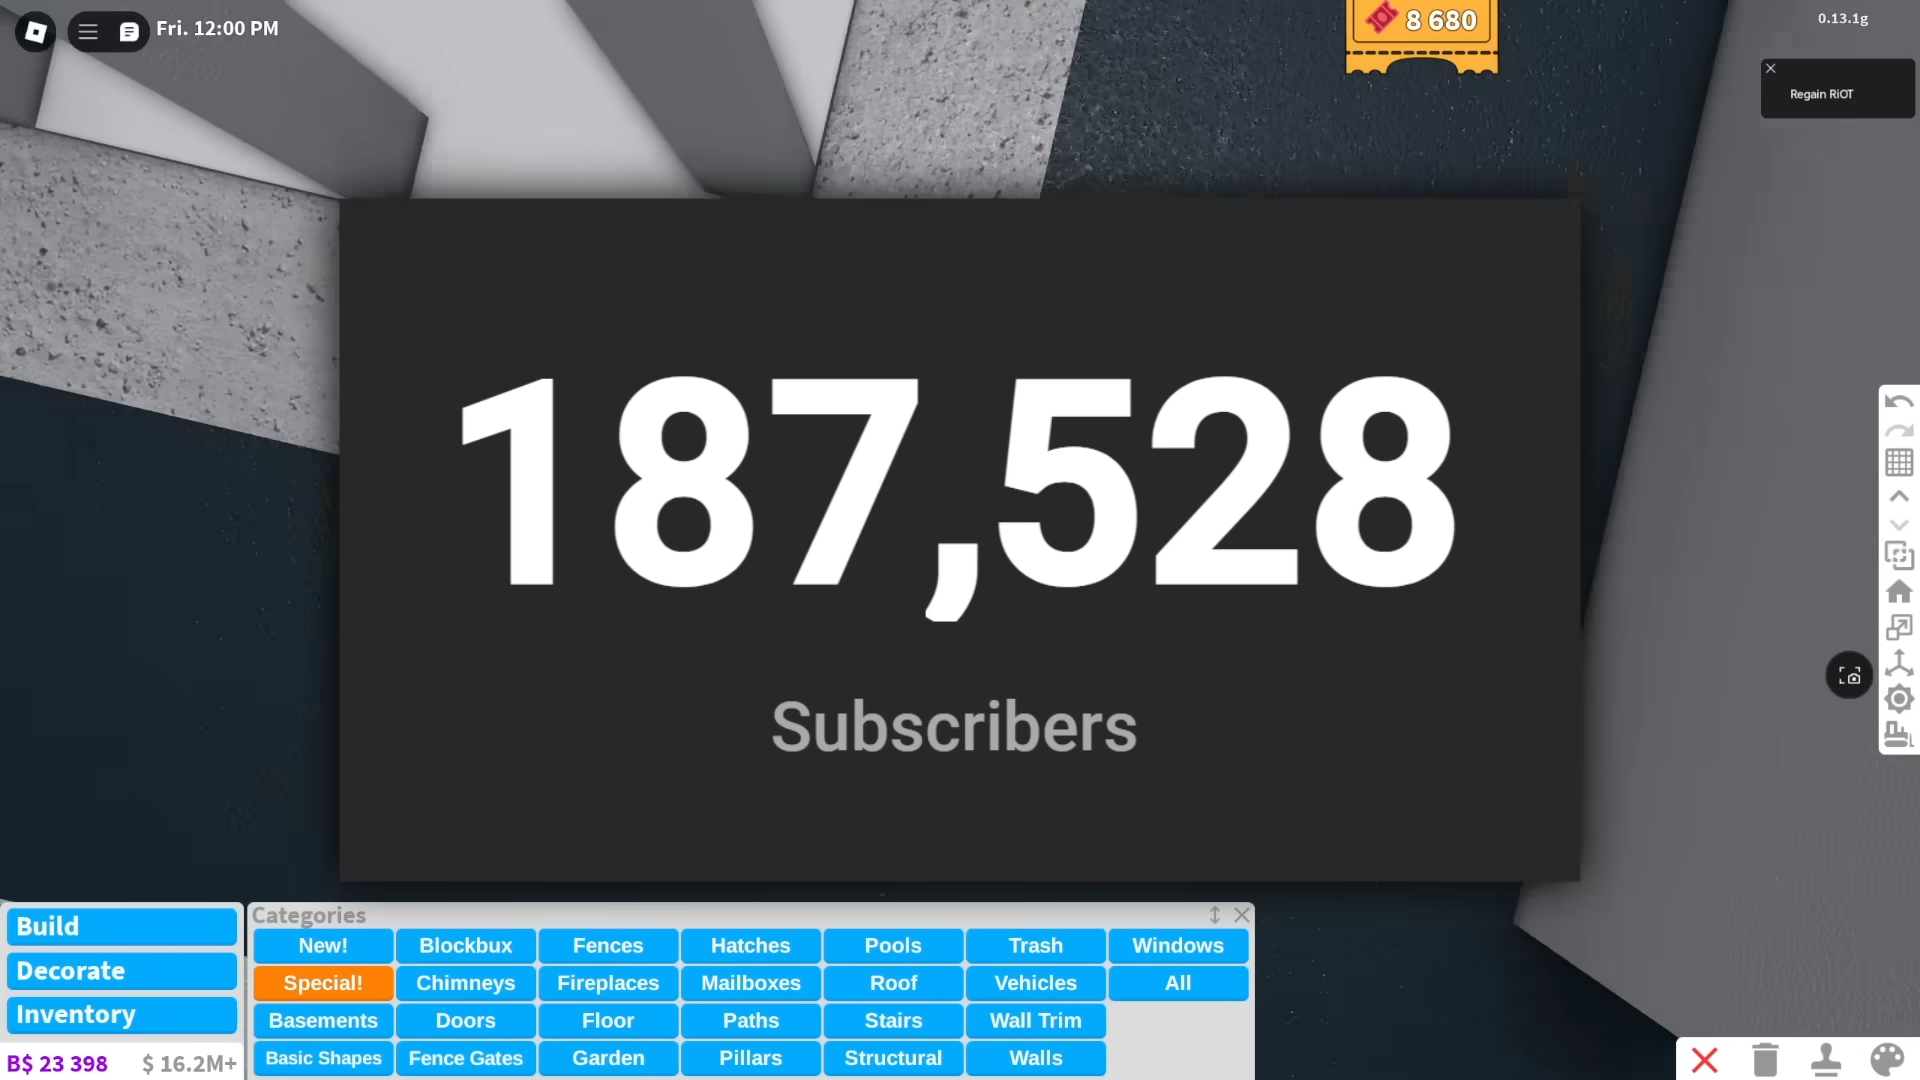 Fri. 12:00 PM
8 680
0.13.1g
Regain RiOT
187,528
Subscribers
Build
Decorate
Inventory
B$ 23 398
$ 16.2M+
Categories
New! Blockbux Fences Hatches Pools Trash Windows
Special! Chimneys Fireplaces Mailboxes Roof Vehicles All
Basements Doors Floor Paths Stairs Wall Trim
Basic Shapes Fence Gates Garden Pillars Structural Walls